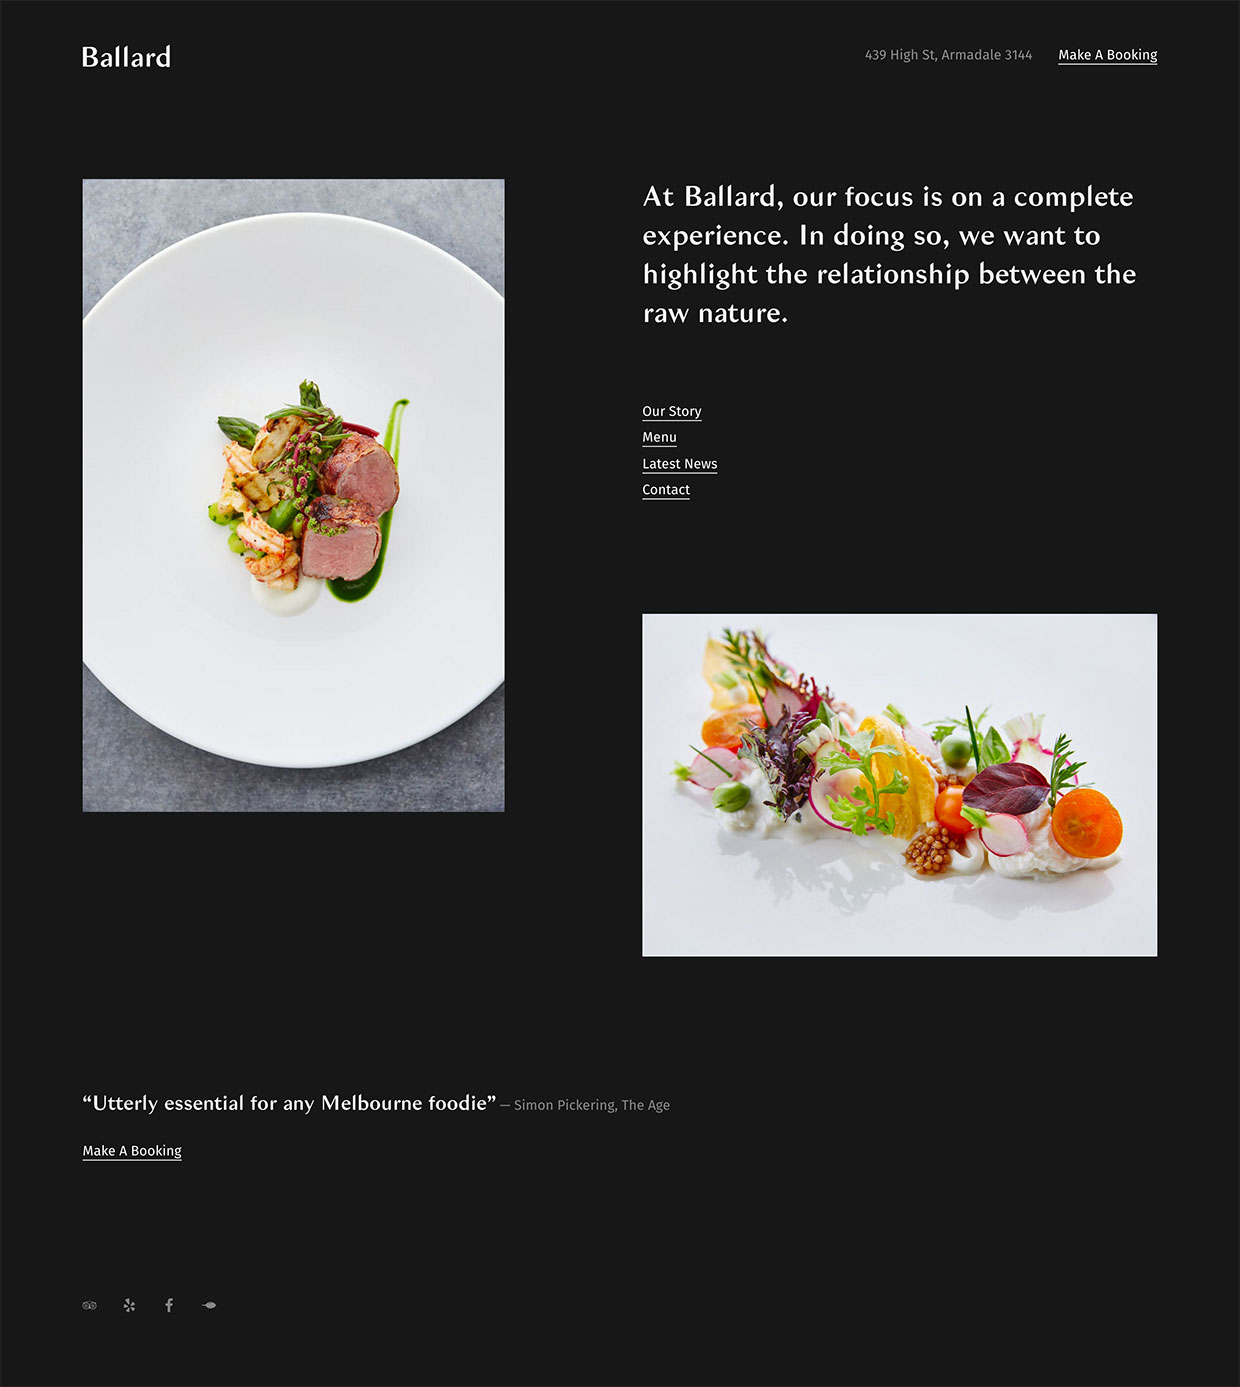 Ballard
439 High St, Armadale 3144
Make A Booking
At Ballard, our focus is on a complete
experience. In doing so, we want to
highlight the relationship between the
raw nature.
Our Story
Menu
Latest News
Contact
“Utterly essential for any Melbourne foodie” — Simon Pickering, The Age
Make A Booking